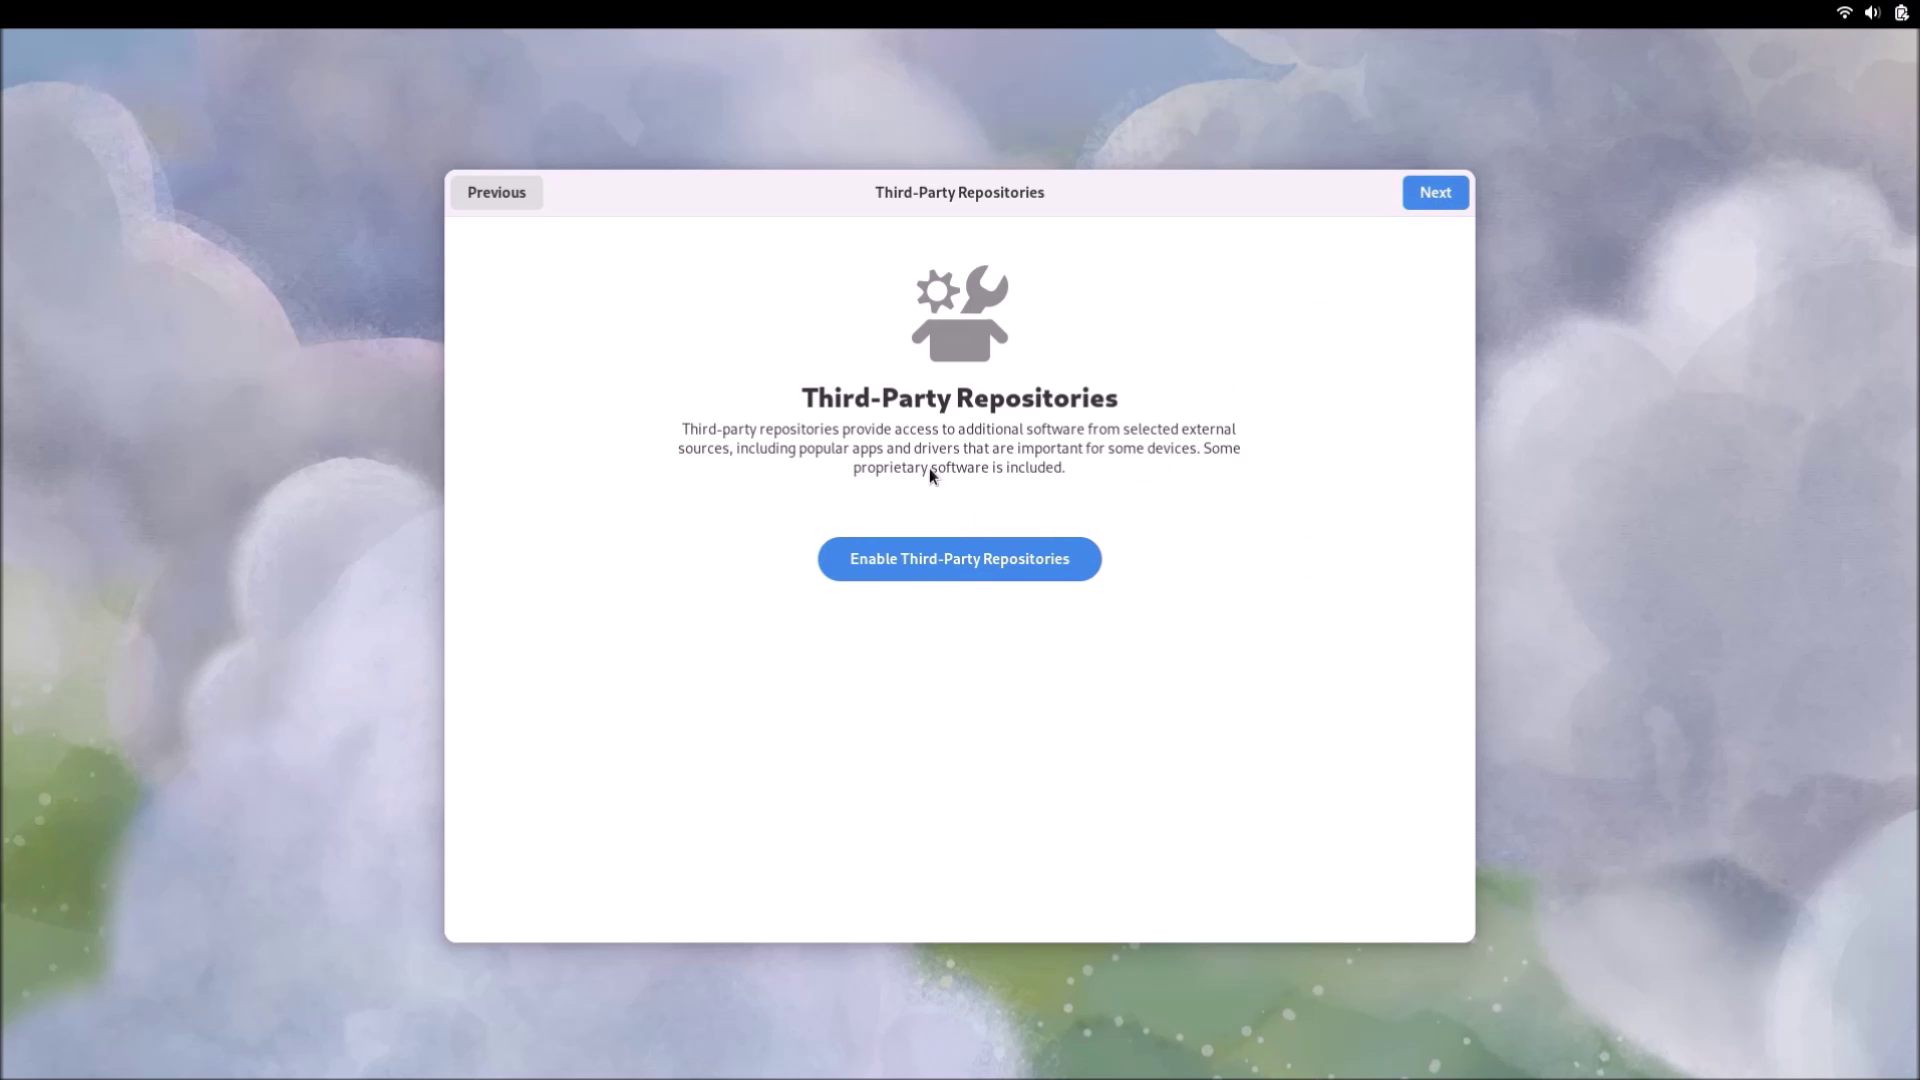 Previous
Third-Party Repositories
Next
Third-Party Repositories
Third-party repositories provide access to additional software from selected external
sources, including popular apps and drivers that are important for some devices. Some
proprietary software is included.
Enable Third-Party Repositories